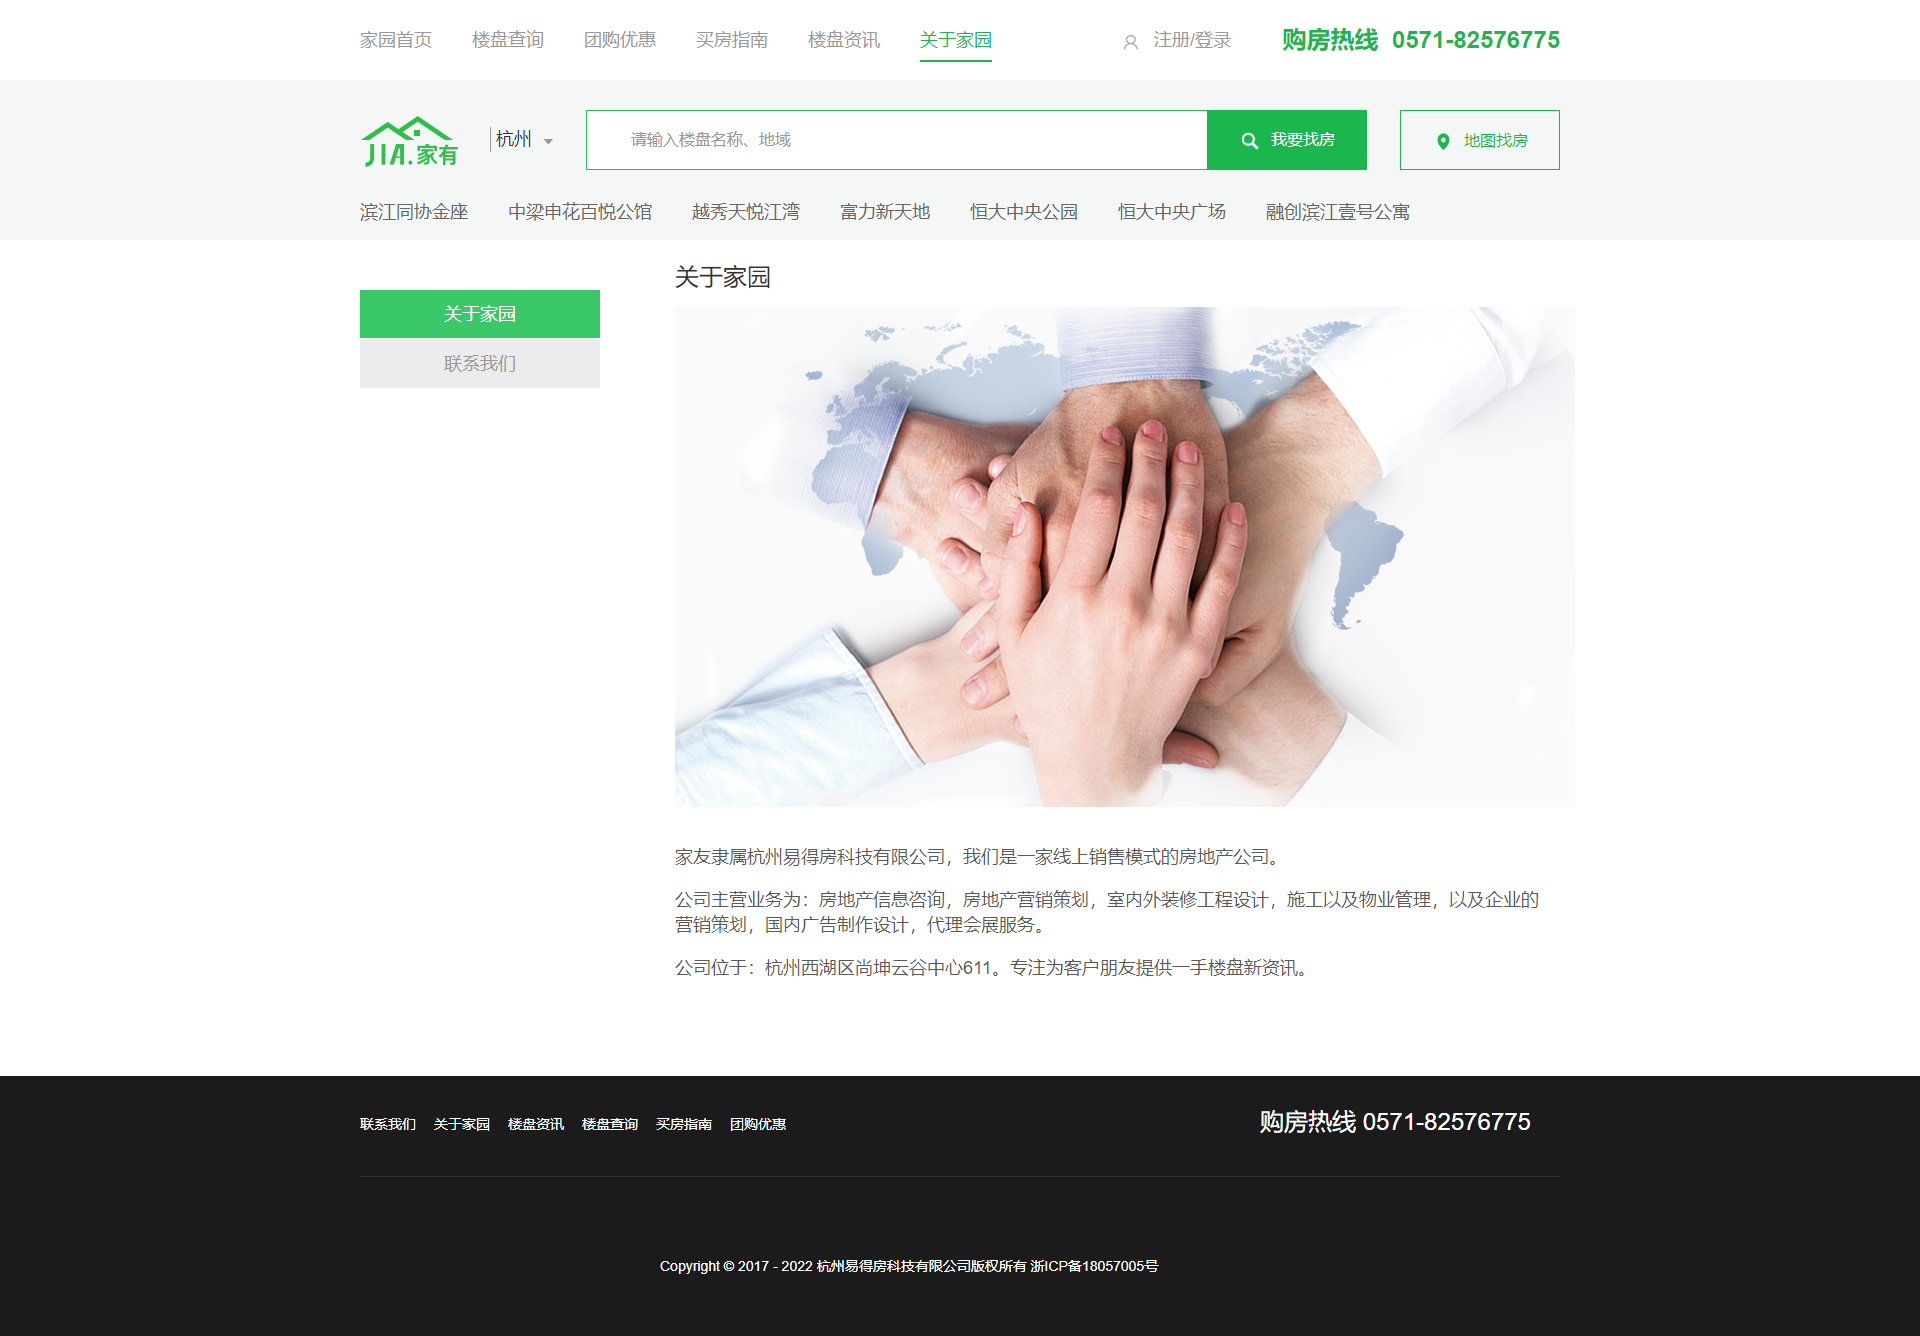 家园首页 楼盘查询 团购优惠 买房指南 楼盘资讯 关于家园 注册/登录 购房热线 0571-82576775
JIA.家有 杭州 请输入楼盘名称、地域 我要找房 地图找房
滨江同协金座 中梁申花百悦公馆 越秀天悦江湾 富力新天地 恒大中央公园 恒大中央广场 融创滨江壹号公寓
关于家园
关于家园
联系我们
家友隶属杭州易得房科技有限公司，我们是一家线上销售模式的房地产公司。
公司主营业务为：房地产信息咨询，房地产营销策划，室内外装修工程设计，施工以及物业管理，以及企业的
营销策划，国内广告制作设计，代理会展服务。
公司位于：杭州西湖区尚坤云谷中心611。专注为客户朋友提供一手楼盘新资讯。
联系我们 关于家园 楼盘资讯 楼盘查询 买房指南 团购优惠 购房热线 0571-82576775
Copyright © 2017 - 2022 杭州易得房科技有限公司版权所有 浙ICP备18057005号